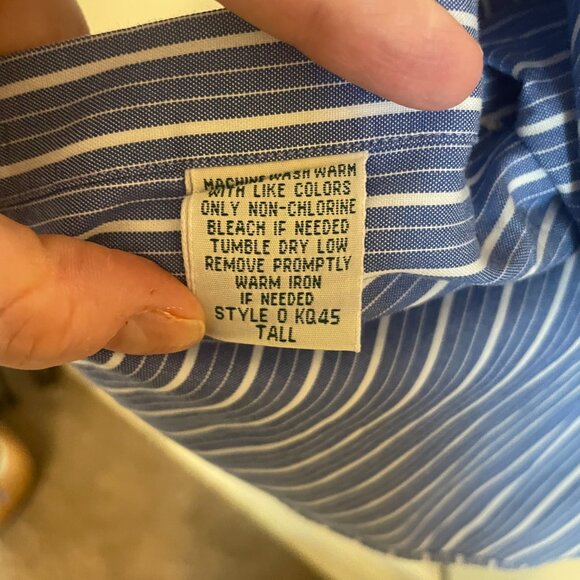 MACHINE WASH WARM
WITH LIKE COLORS
ONLY NON-CHLORINE
BLEACH IF NEEDED
TUMBLE DRY LOW
REMOVE PROMPTLY
WARM IRON
IF NEEDED
STYLE 0 KQ45
TALL